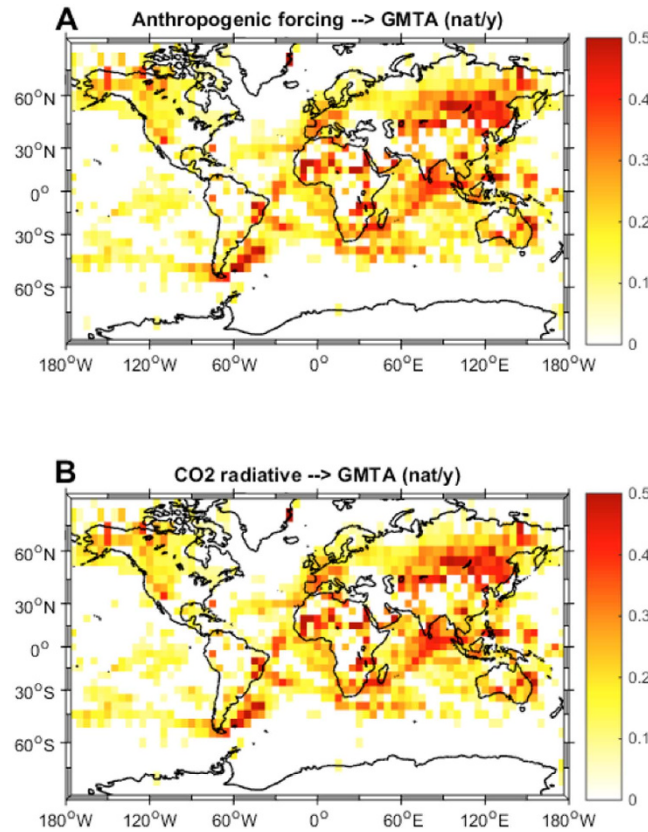 A
Anthropogenic forcing --> GMTA (nat/y)
60°N
30°N
0°
30°S
60°S
180°W 120°W 60°W 0° 60°E 120°E 180°W
0.5
0.4
0.3
0.2
0.1
0
B
CO2 radiative --> GMTA (nat/y)
60°N
30°N
0°
30°S
60°S
180°W 120°W 60°W 0° 60°E 120°E 180°W
0.5
0.4
0.3
0.2
0.1
0